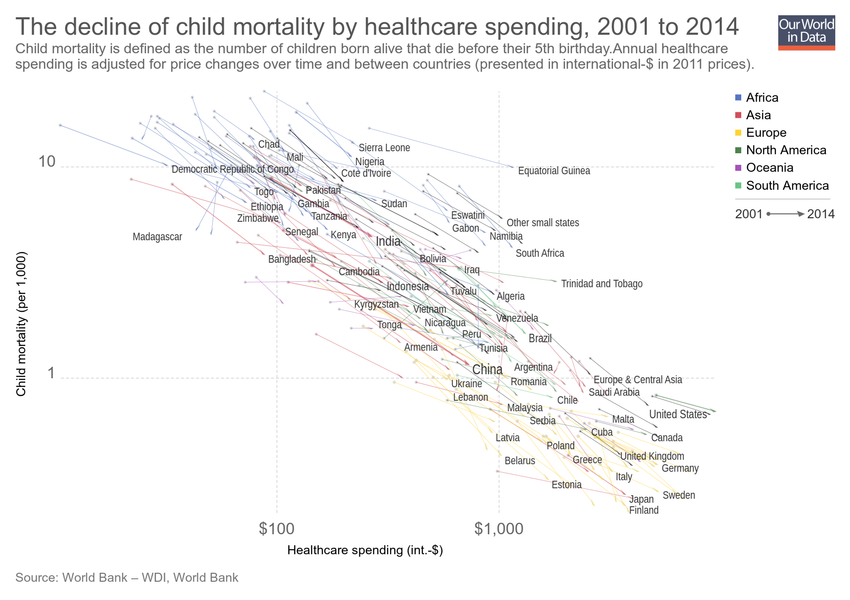 The decline of child mortality by healthcare spending, 2001 to 2014
Our World
in Data
Child mortality is defined as the number of children born alive that die before their 5th birthday.Annual healthcare
spending is adjusted for price changes over time and between countries (presented in international-$ in 2011 prices).
Africa
Asia
Europe
North America
Oceania
South America
2001 2014
Child mortality (per 1,000)
10
1
Chad
Sierra Leone
Mali
Nigeria
Democratic Republic of Congo
Cote d'Ivoire
Equatorial Guinea
Togo
Pakistan
Ethiopia
Gambia
Sudan
Zimbabwe
Tanzania
Eswatini
Other small states
Gabon
Madagascar
Senegal
Kenya
India
Namibia
South Africa
Bangladesh
Bolivia
Cambodia
Iraq
Trinidad and Tobago
Indonesia
Tuvalu
Algeria
Kyrgyzstan
Vietnam
Venezuela
Tonga
Nicaragua
Peru
Brazil
Armenia
Tunisia
China
Argentina
Ukraine
Romania
Europe & Central Asia
Lebanon
Saudi Arabia
Malaysia
Chile
United States
Serbia
Malta
Latvia
Cuba
Canada
Poland
Belarus
Greece
United Kingdom
Germany
Estonia
Italy
Japan
Sweden
Finland
$100
$1,000
Healthcare spending (int.-$)
Source: World Bank – WDI, World Bank